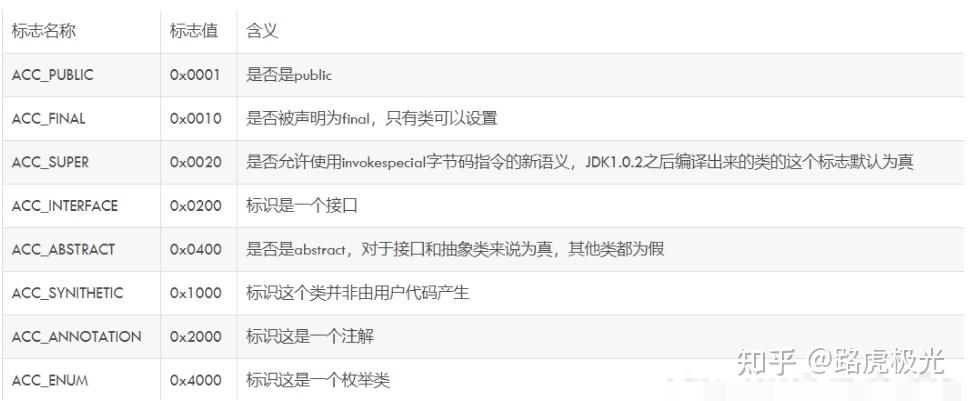 标志名称 标志值 含义
ACC_PUBLIC 0x0001 是否是public
ACC_FINAL 0x0010 是否被声明为final，只有类可以设置
ACC_SUPER 0x0020 是否允许使用invokespecial字节码指令的新语义，JDK1.0.2之后编译出来的类的这个标志默认为真
ACC_INTERFACE 0x0200 标识是一个接口
ACC_ABSTRACT 0x0400 是否是abstract，对于接口和抽象类来说为真，其他类都为假
ACC_SYNITHETIC 0x1000 标识这个类并非由用户代码产生
ACC_ANNOTATION 0x2000 标识这是一个注解
ACC_ENUM 0x4000 标识这是一个枚举类
知乎 @路虎极光